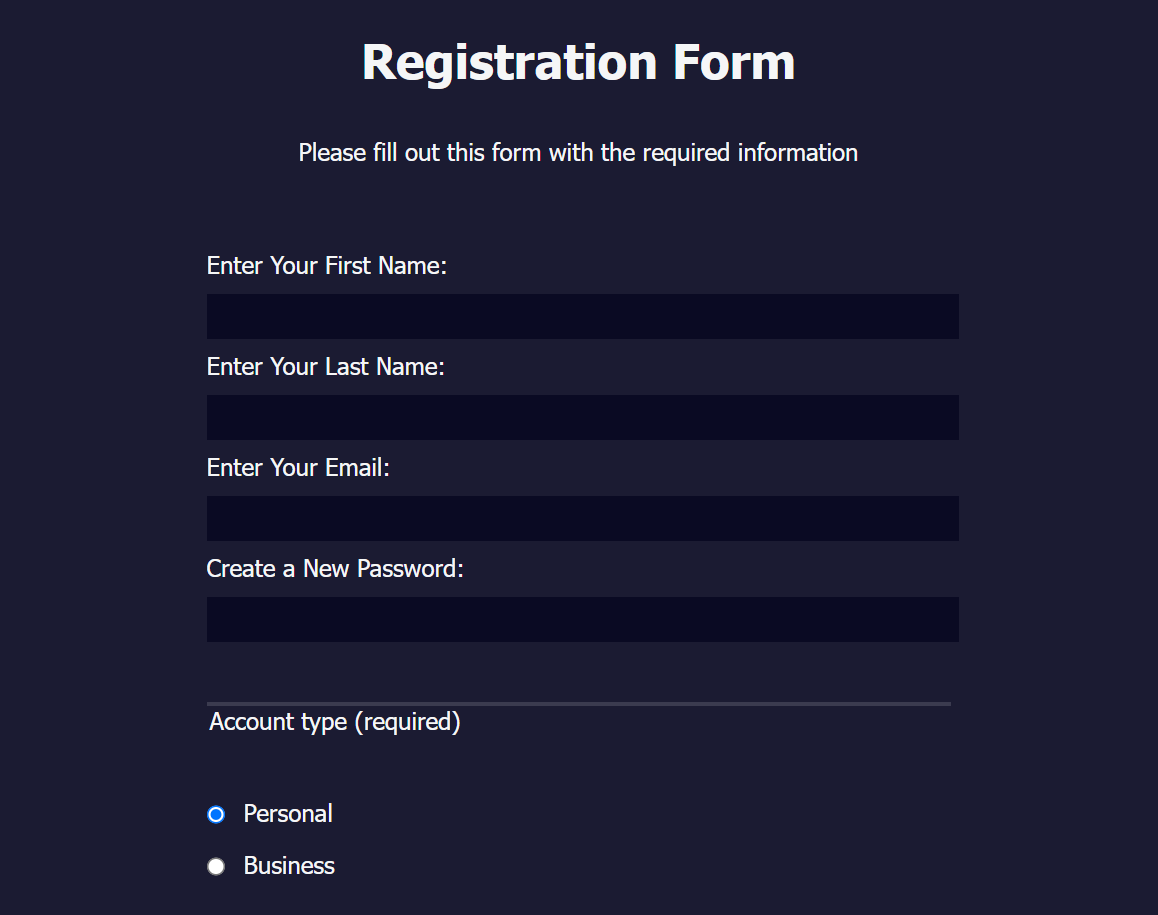 Registration Form
Please fill out this form with the required information
Enter Your First Name:
Enter Your Last Name:
Enter Your Email:
Create a New Password:
Account type (required)
Personal
Business